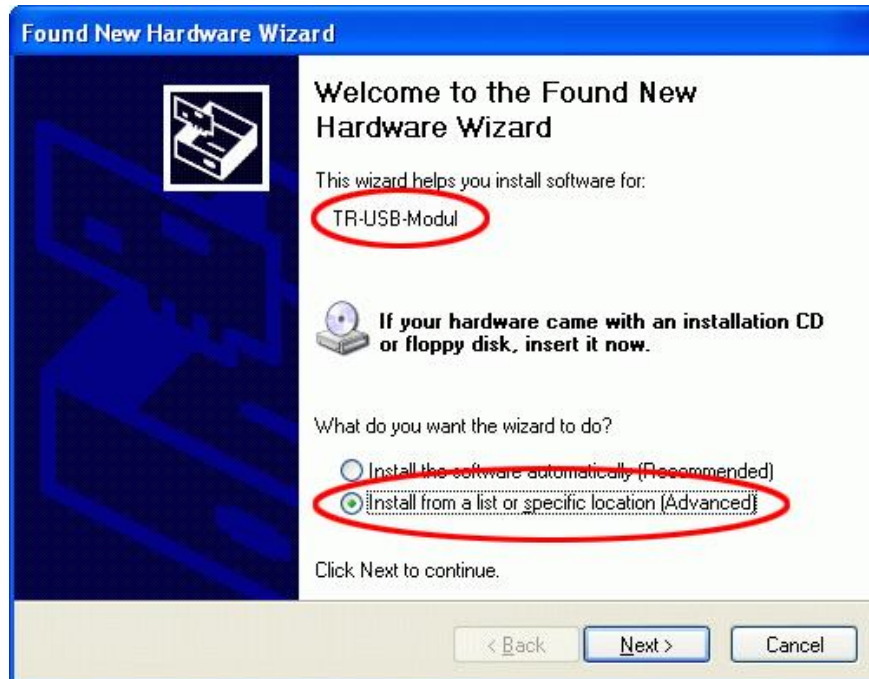 Found New Hardware Wizard
Welcome to the Found New
Hardware Wizard
This wizard helps you install software for:
TR-USB-Modul
If your hardware came with an installation CD
or floppy disk, insert it now.
What do you want the wizard to do?
Install the software automatically (Recommended)
Install from a list or specific location (Advanced)
Click Next to continue.
< Back
Next >
Cancel